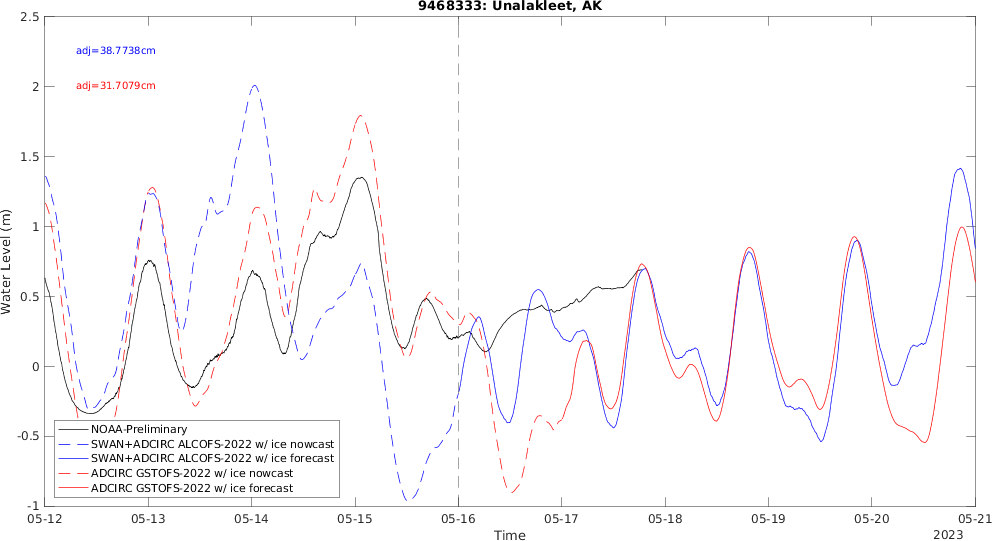 9468333: Unalakleet, AK
2.5
adj=38.7738cm
2
adj=31.7079cm
1.5
1
Water Level (m)
0.5
0
-0.5
NOAA-Preliminary
SWAN+ADCIRC ALCOFS-2022 w/ ice nowcast
SWAN+ADCIRC ALCOFS-2022 w/ ice forecast
ADCIRC GSTOFS-2022 w/ ice nowcast
ADCIRC GSTOFS-2022 w/ ice forecast
-1
05-12 05-13 05-14 05-15 05-16 05-17 05-18 05-19 05-20 05-21
Time
2023